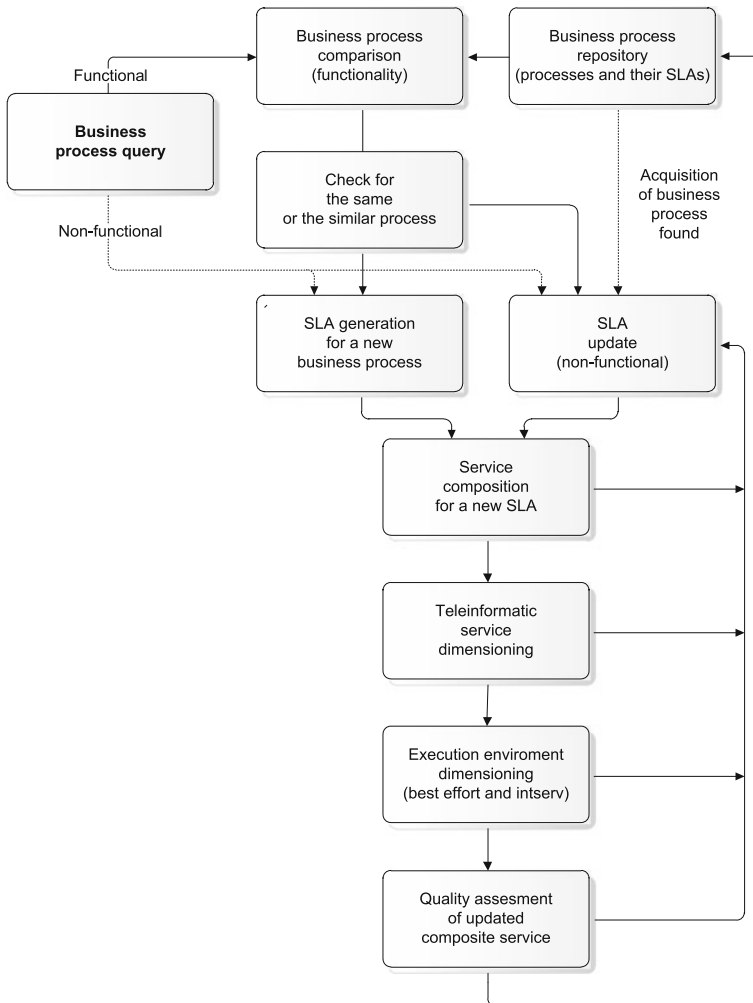 Business process
comparison
(functionality)
Business process
repository
(processes and their SLAs)
Functional
Business
process query
Check for
the same
or the similar process
Acquisition
of business
process
found
Non-functional
SLA generation
for a new
business process
SLA
update
(non-functional)
Service
composition
for a new SLA
Teleinformatic
service
dimensioning
Execution enviroment
dimensioning
(best effort and intserv)
Quality assesment
of updated
composite service